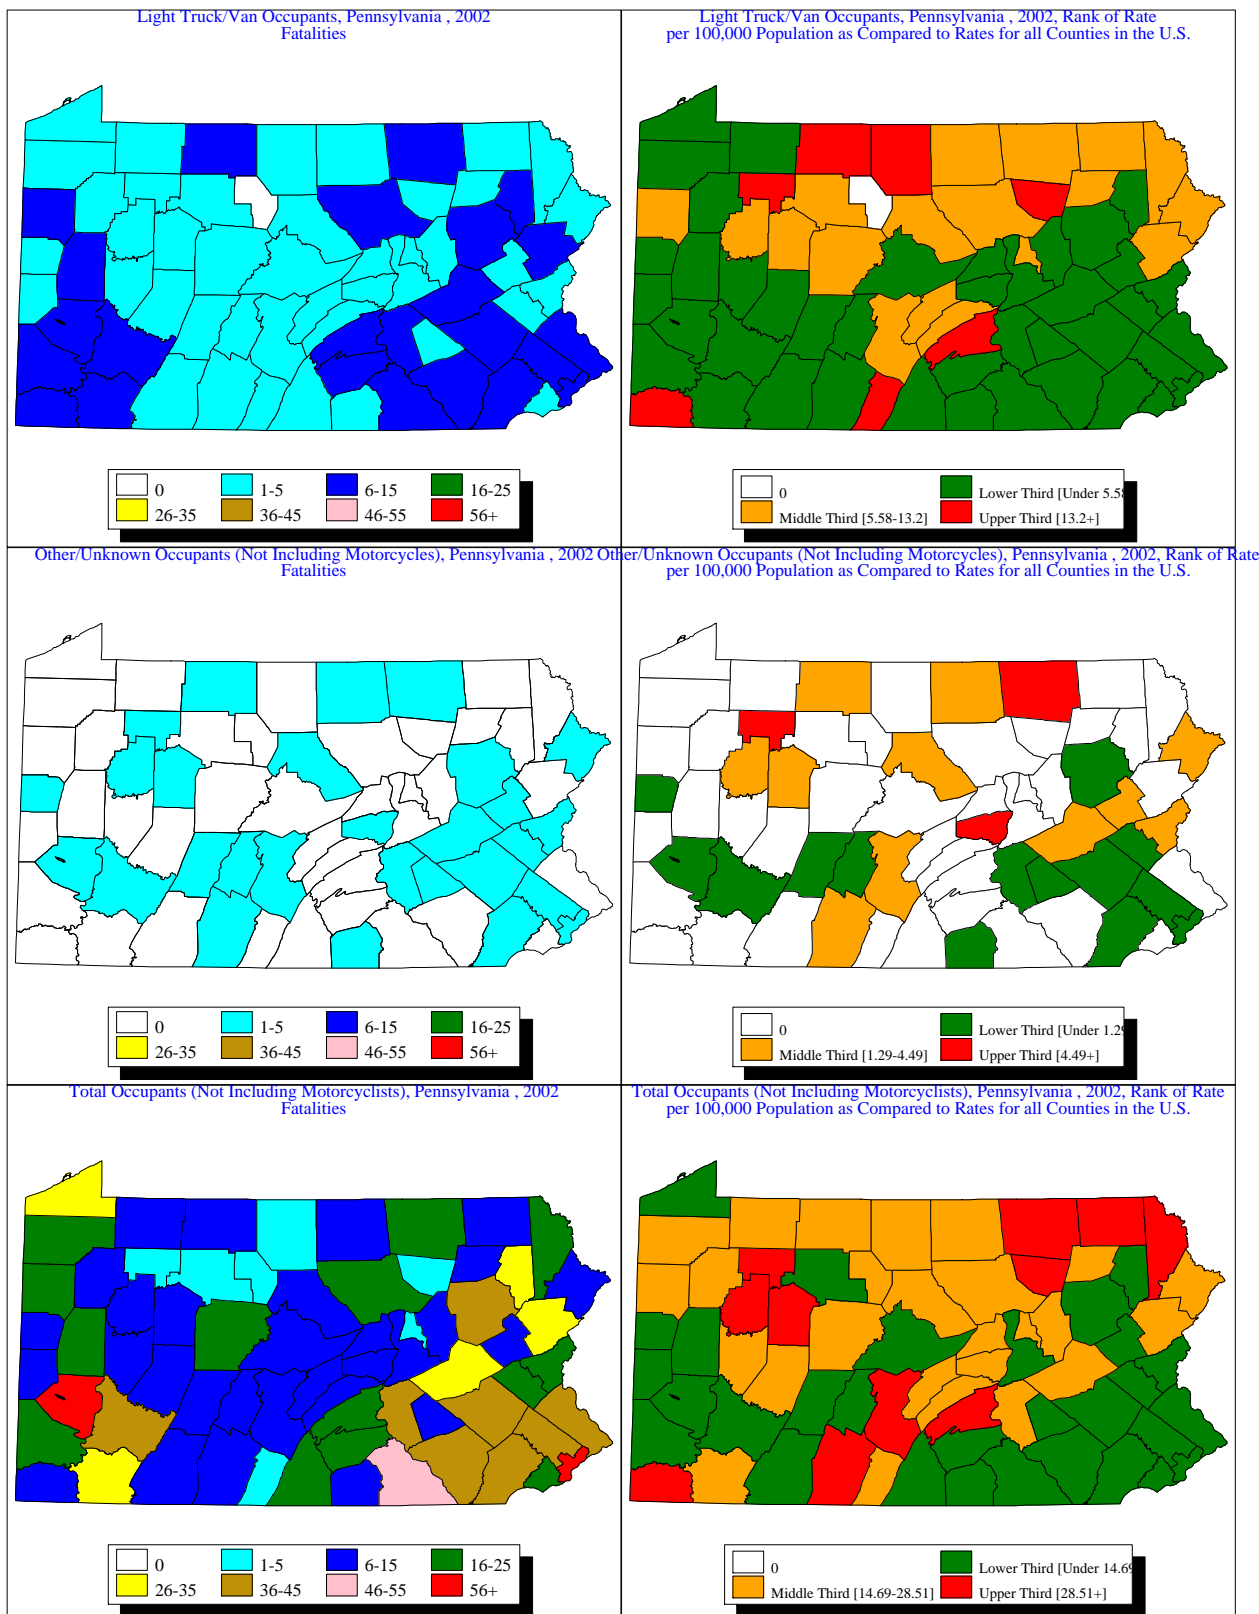 Light Truck/Van Occupants, Pennsylvania , 2002
Fatalities
0
1-5
6-15
16-25
26-35
36-45
46-55
56+
Light Truck/Van Occupants, Pennsylvania , 2002, Rank of Rate
per 100,000 Population as Compared to Rates for all Counties in the U.S.
0
Lower Third [Under 5.58
Middle Third [5.58-13.2]
Upper Third [13.2+]
Other/Unknown Occupants (Not Including Motorcycles), Pennsylvania , 2002
Fatalities
0
1-5
6-15
16-25
26-35
36-45
46-55
56+
Other/Unknown Occupants (Not Including Motorcycles), Pennsylvania , 2002, Rank of Rate
per 100,000 Population as Compared to Rates for all Counties in the U.S.
0
Lower Third [Under 1.29
Middle Third [1.29-4.49]
Upper Third [4.49+]
Total Occupants (Not Including Motorcyclists), Pennsylvania , 2002
Fatalities
0
1-5
6-15
16-25
26-35
36-45
46-55
56+
Total Occupants (Not Including Motorcyclists), Pennsylvania , 2002, Rank of Rate
per 100,000 Population as Compared to Rates for all Counties in the U.S.
0
Lower Third [Under 14.69
Middle Third [14.69-28.51]
Upper Third [28.51+]